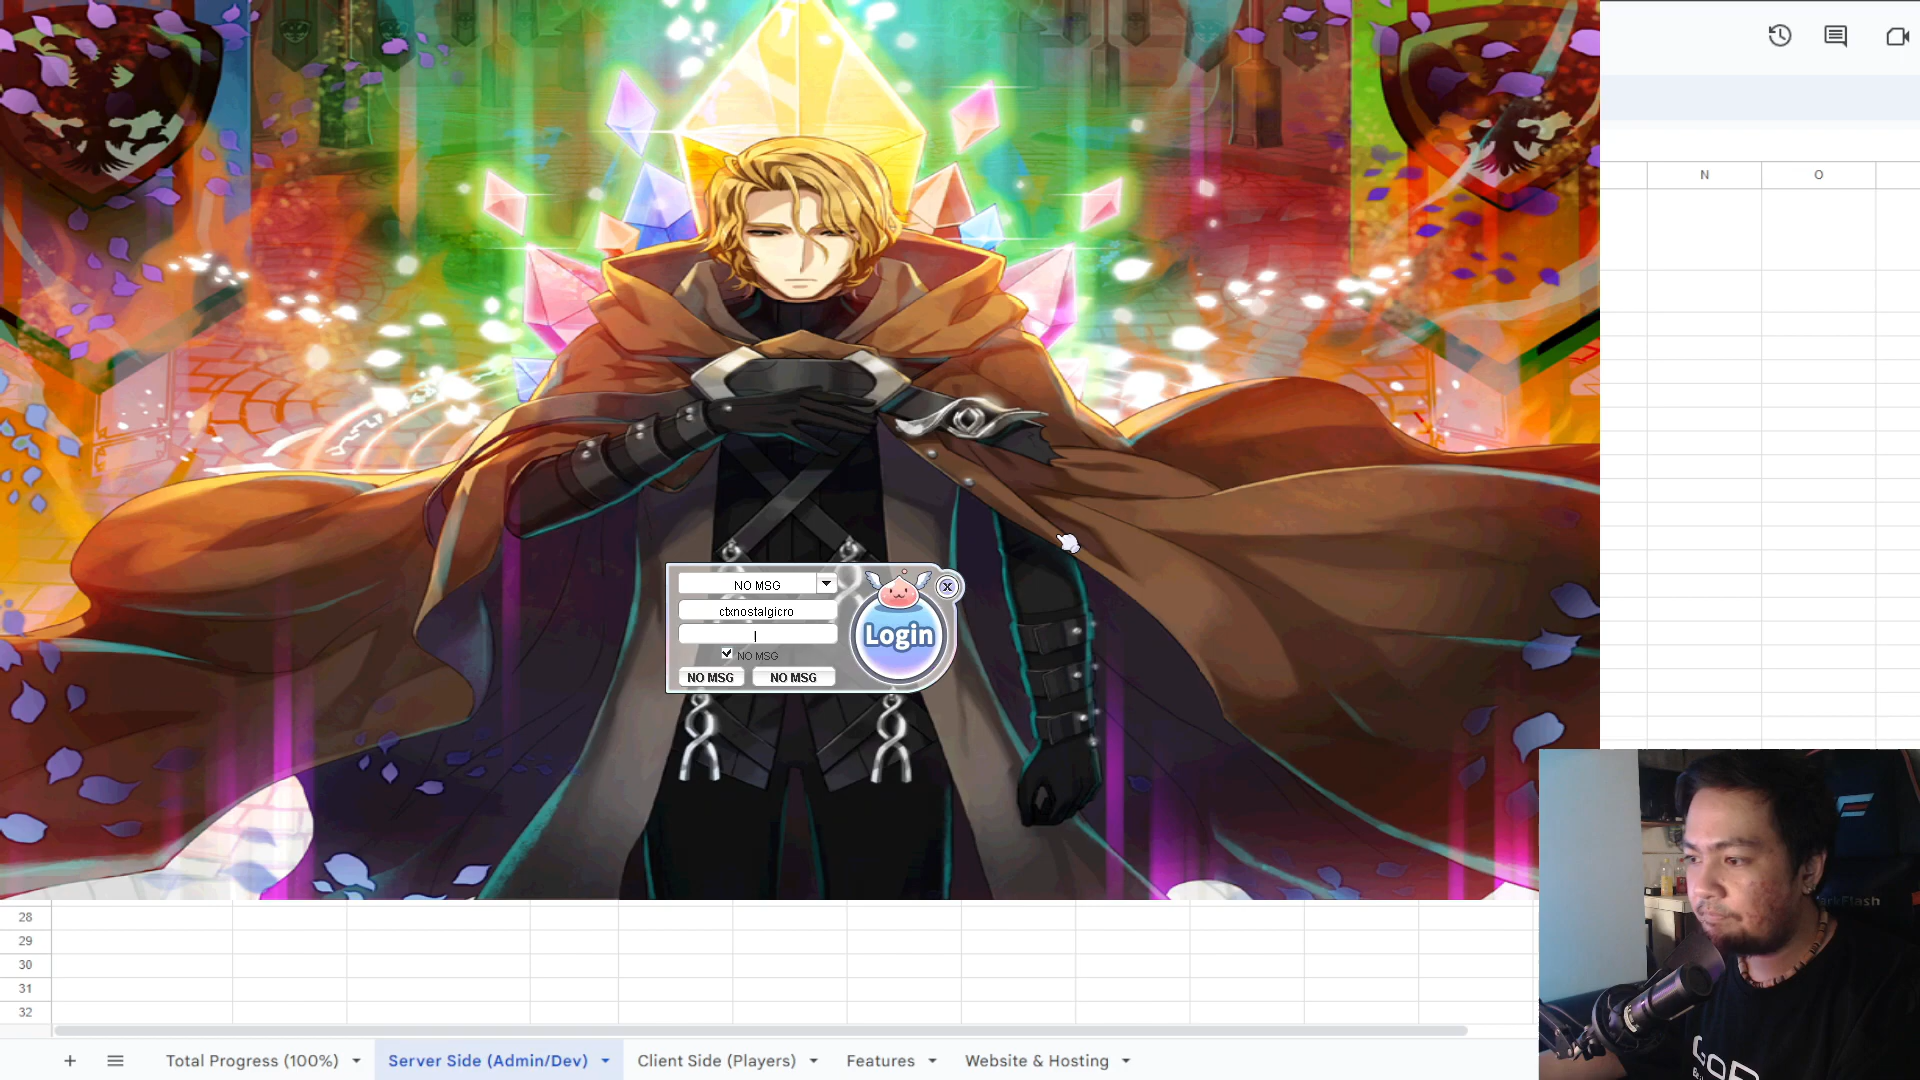 N O
NO MSG
ctxnostalgicro
NO MSG
NO MSG NO MSG
Login
28
29
30
31
32
Total Progress (100%) Server Side (Admin/Dev) Client Side (Players) Features Website & Hosting